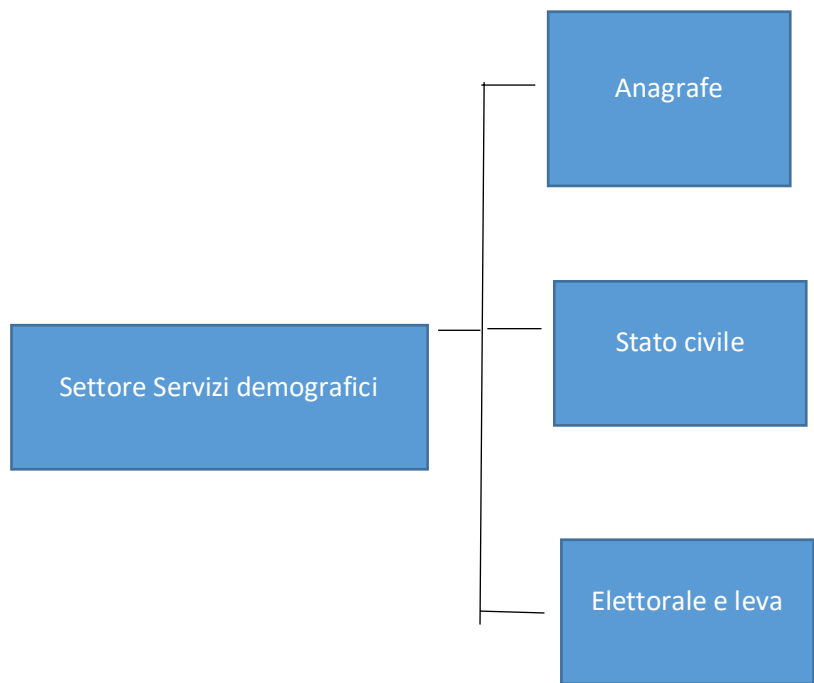 Anagrafe
Stato civile
Settore Servizi demografici
Elettorale e leva